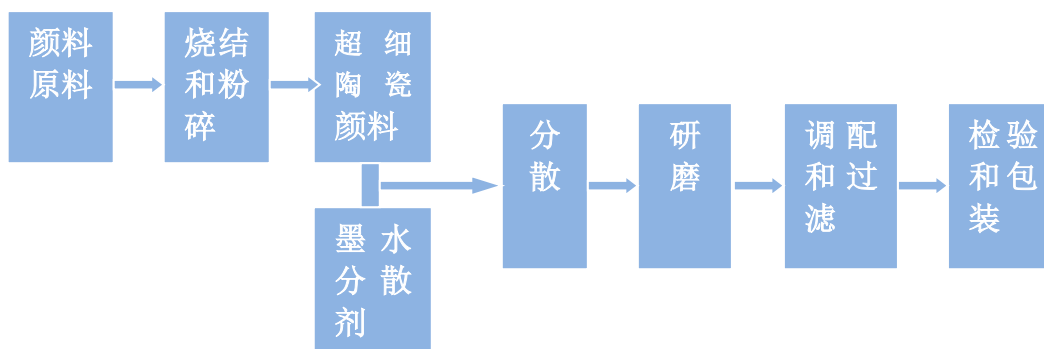 颜料
原料
烧结
和粉
碎
超细
陶瓷
颜料
墨水
分散
剂
分
散
研
磨
调配
和过
滤
检验
和包
装